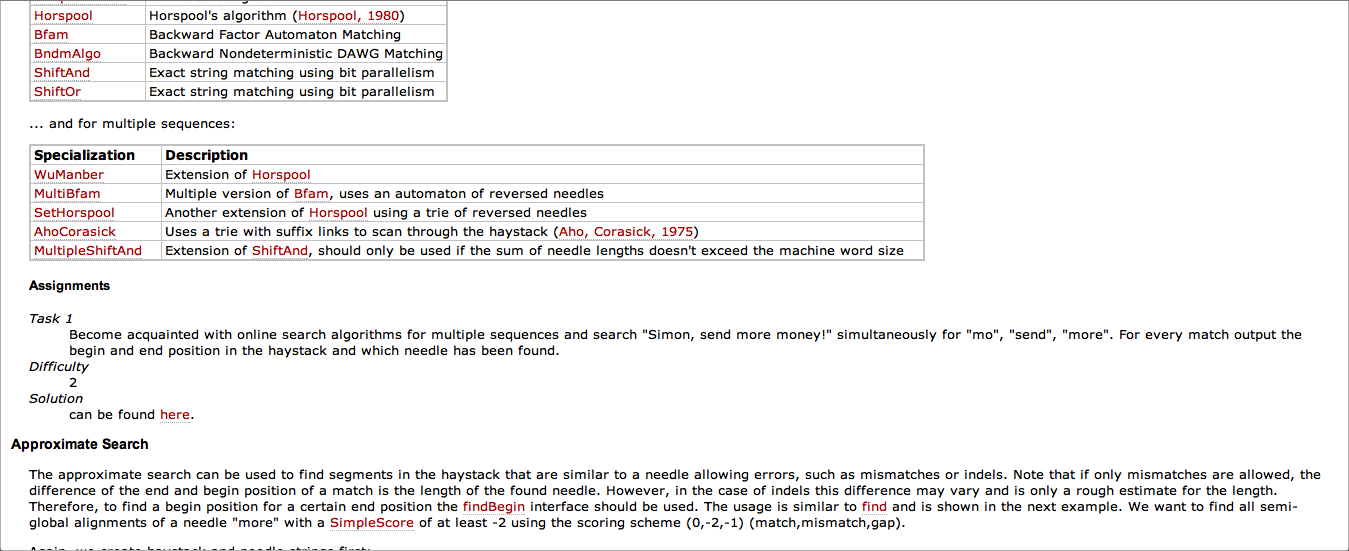 Horspool Horspool's algorithm (Horspool, 1980)
Bfam Backward Factor Automaton Matching
BndmAlgo Backward Nondeterministic DAWG Matching
ShiftAnd Exact string matching using bit parallelism
ShiftOr Exact string matching using bit parallelism
... and for multiple sequences:
Specialization Description
WuManber Extension of Horspool
MultiBfam Multiple version of Bfam, uses an automaton of reversed needles
SetHorspool Another extension of Horspool using a trie of reversed needles
AhoCorasick Uses a trie with suffix links to scan through the haystack (Aho, Corasick, 1975)
MultipleShiftAnd Extension of ShiftAnd, should only be used if the sum of needle lengths doesn't exceed the machine word size
Assignments
Task 1
Become acquainted with online search algorithms for multiple sequences and search "Simon, send more money!" simultaneously for "mo", "send", "more". For every match output the
begin and end position in the haystack and which needle has been found.
Difficulty
2
Solution
can be found here.
Approximate Search
The approximate search can be used to find segments in the haystack that are similar to a needle allowing errors, such as mismatches or indels. Note that if only mismatches are allowed, the
difference of the end and begin position of a match is the length of the found needle. However, in the case of indels this difference may vary and is only a rough estimate for the length.
Therefore, to find a begin position for a certain end position the findBegin interface should be used. The usage is similar to find and is shown in the next example. We want to find all semi-
global alignments of a needle "more" with a SimpleScore of at least -2 using the scoring scheme (0,-2,-1) (match,mismatch,gap).
Again, we create haystack and needle strings first: